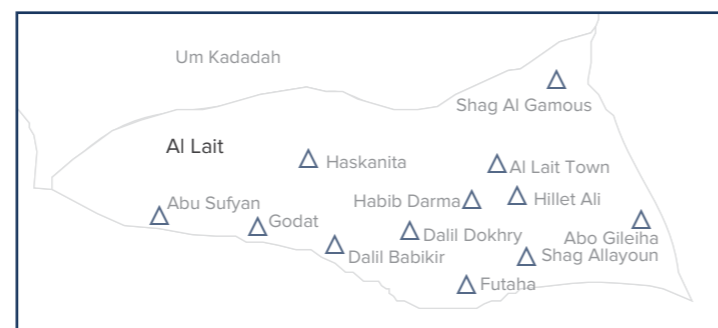 Um Kadadah
Shag Al Gamous
Al Lait
Haskanita
Al Lait Town
Abu Sufyan
Habib Darma
Hillet Ali
Godat
Dalil Dokhry
Abo Gileiha
Dalil Babikir
Shag Allayoun
Futaha